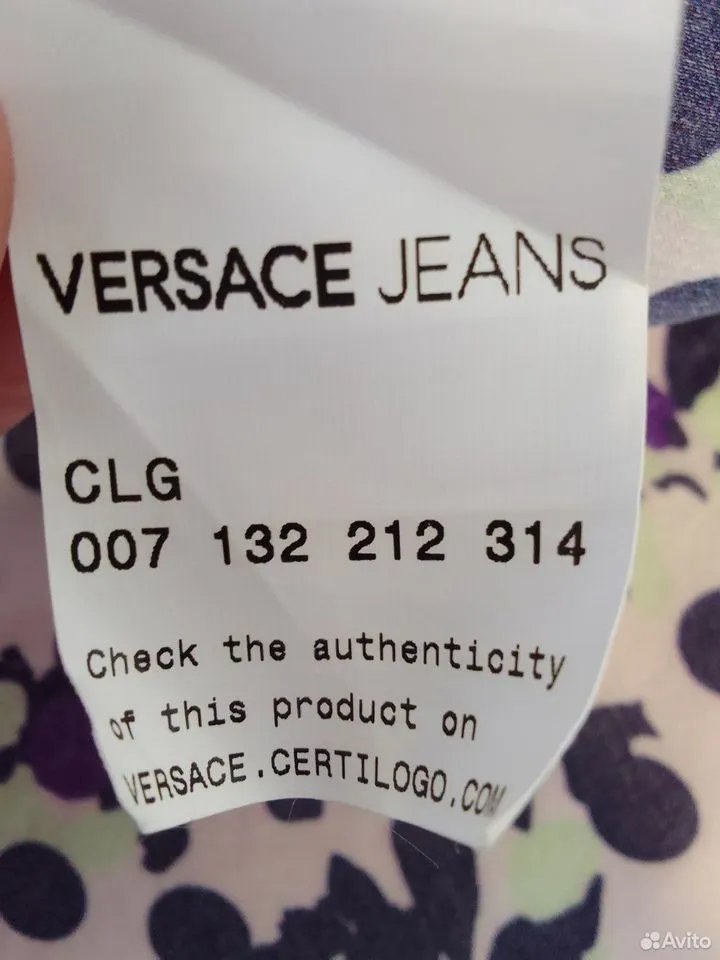 VERSACE JEANS
CLG
007 132 212 314
Check the authenticity
of this product on
VERSACE.CERTILOGO.COM
Avito